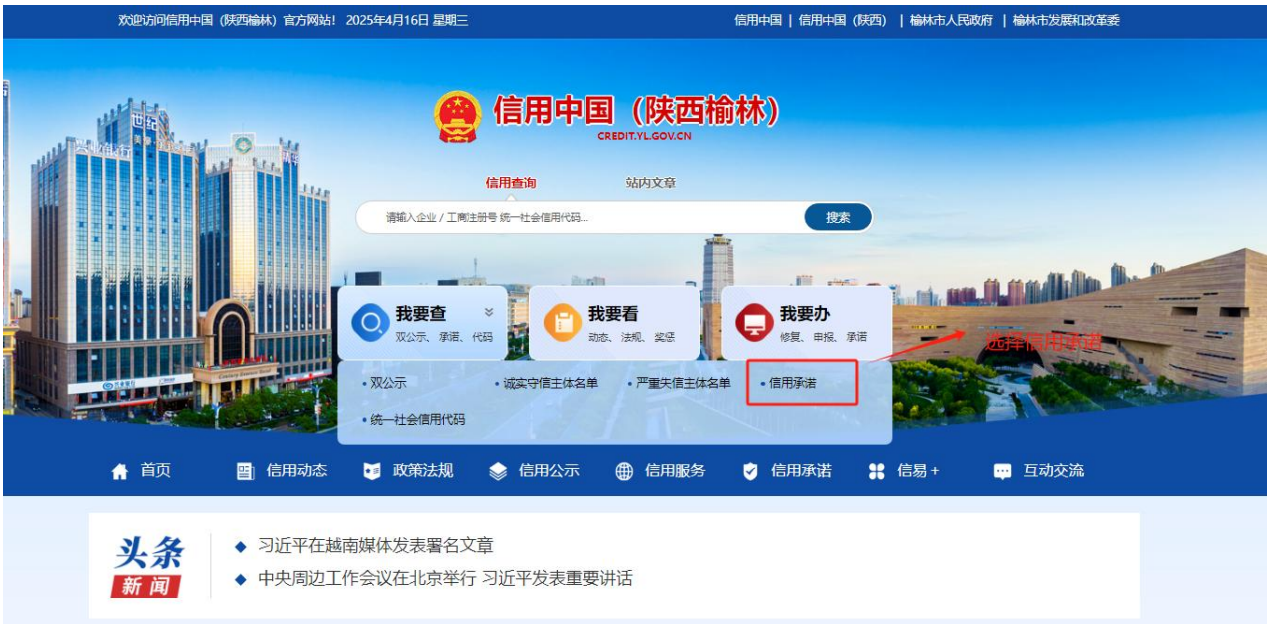 欢迎访问信用中国（陕西榆林）官方网站！ 2025年4月16日 星期三
信用中国 | 信用中国（陕西） | 榆林市人民政府 | 榆林市发展和改革委
信用中国（陕西榆林）
CREDIT.YL.GOV.CN
信用查询 站内文章
请输入企业 / 工商注册号 统一社会信用代码... 搜索
世纪
兴业银行
我要查 我要看 我要办
双公示、承诺、代码 动态、法规、奖惩 修复、申报、承诺
选择信用承诺
• 双公示 • 诚实守信主体名单 • 严重失信主体名单 • 信用承诺
• 统一社会信用代码
首页 信用动态 政策法规 信用公示 信用服务 信用承诺 信易+ 互动交流
头条
新闻
◆ 习近平在越南媒体发表署名文章
◆ 中央周边工作会议在北京举行 习近平发表重要讲话